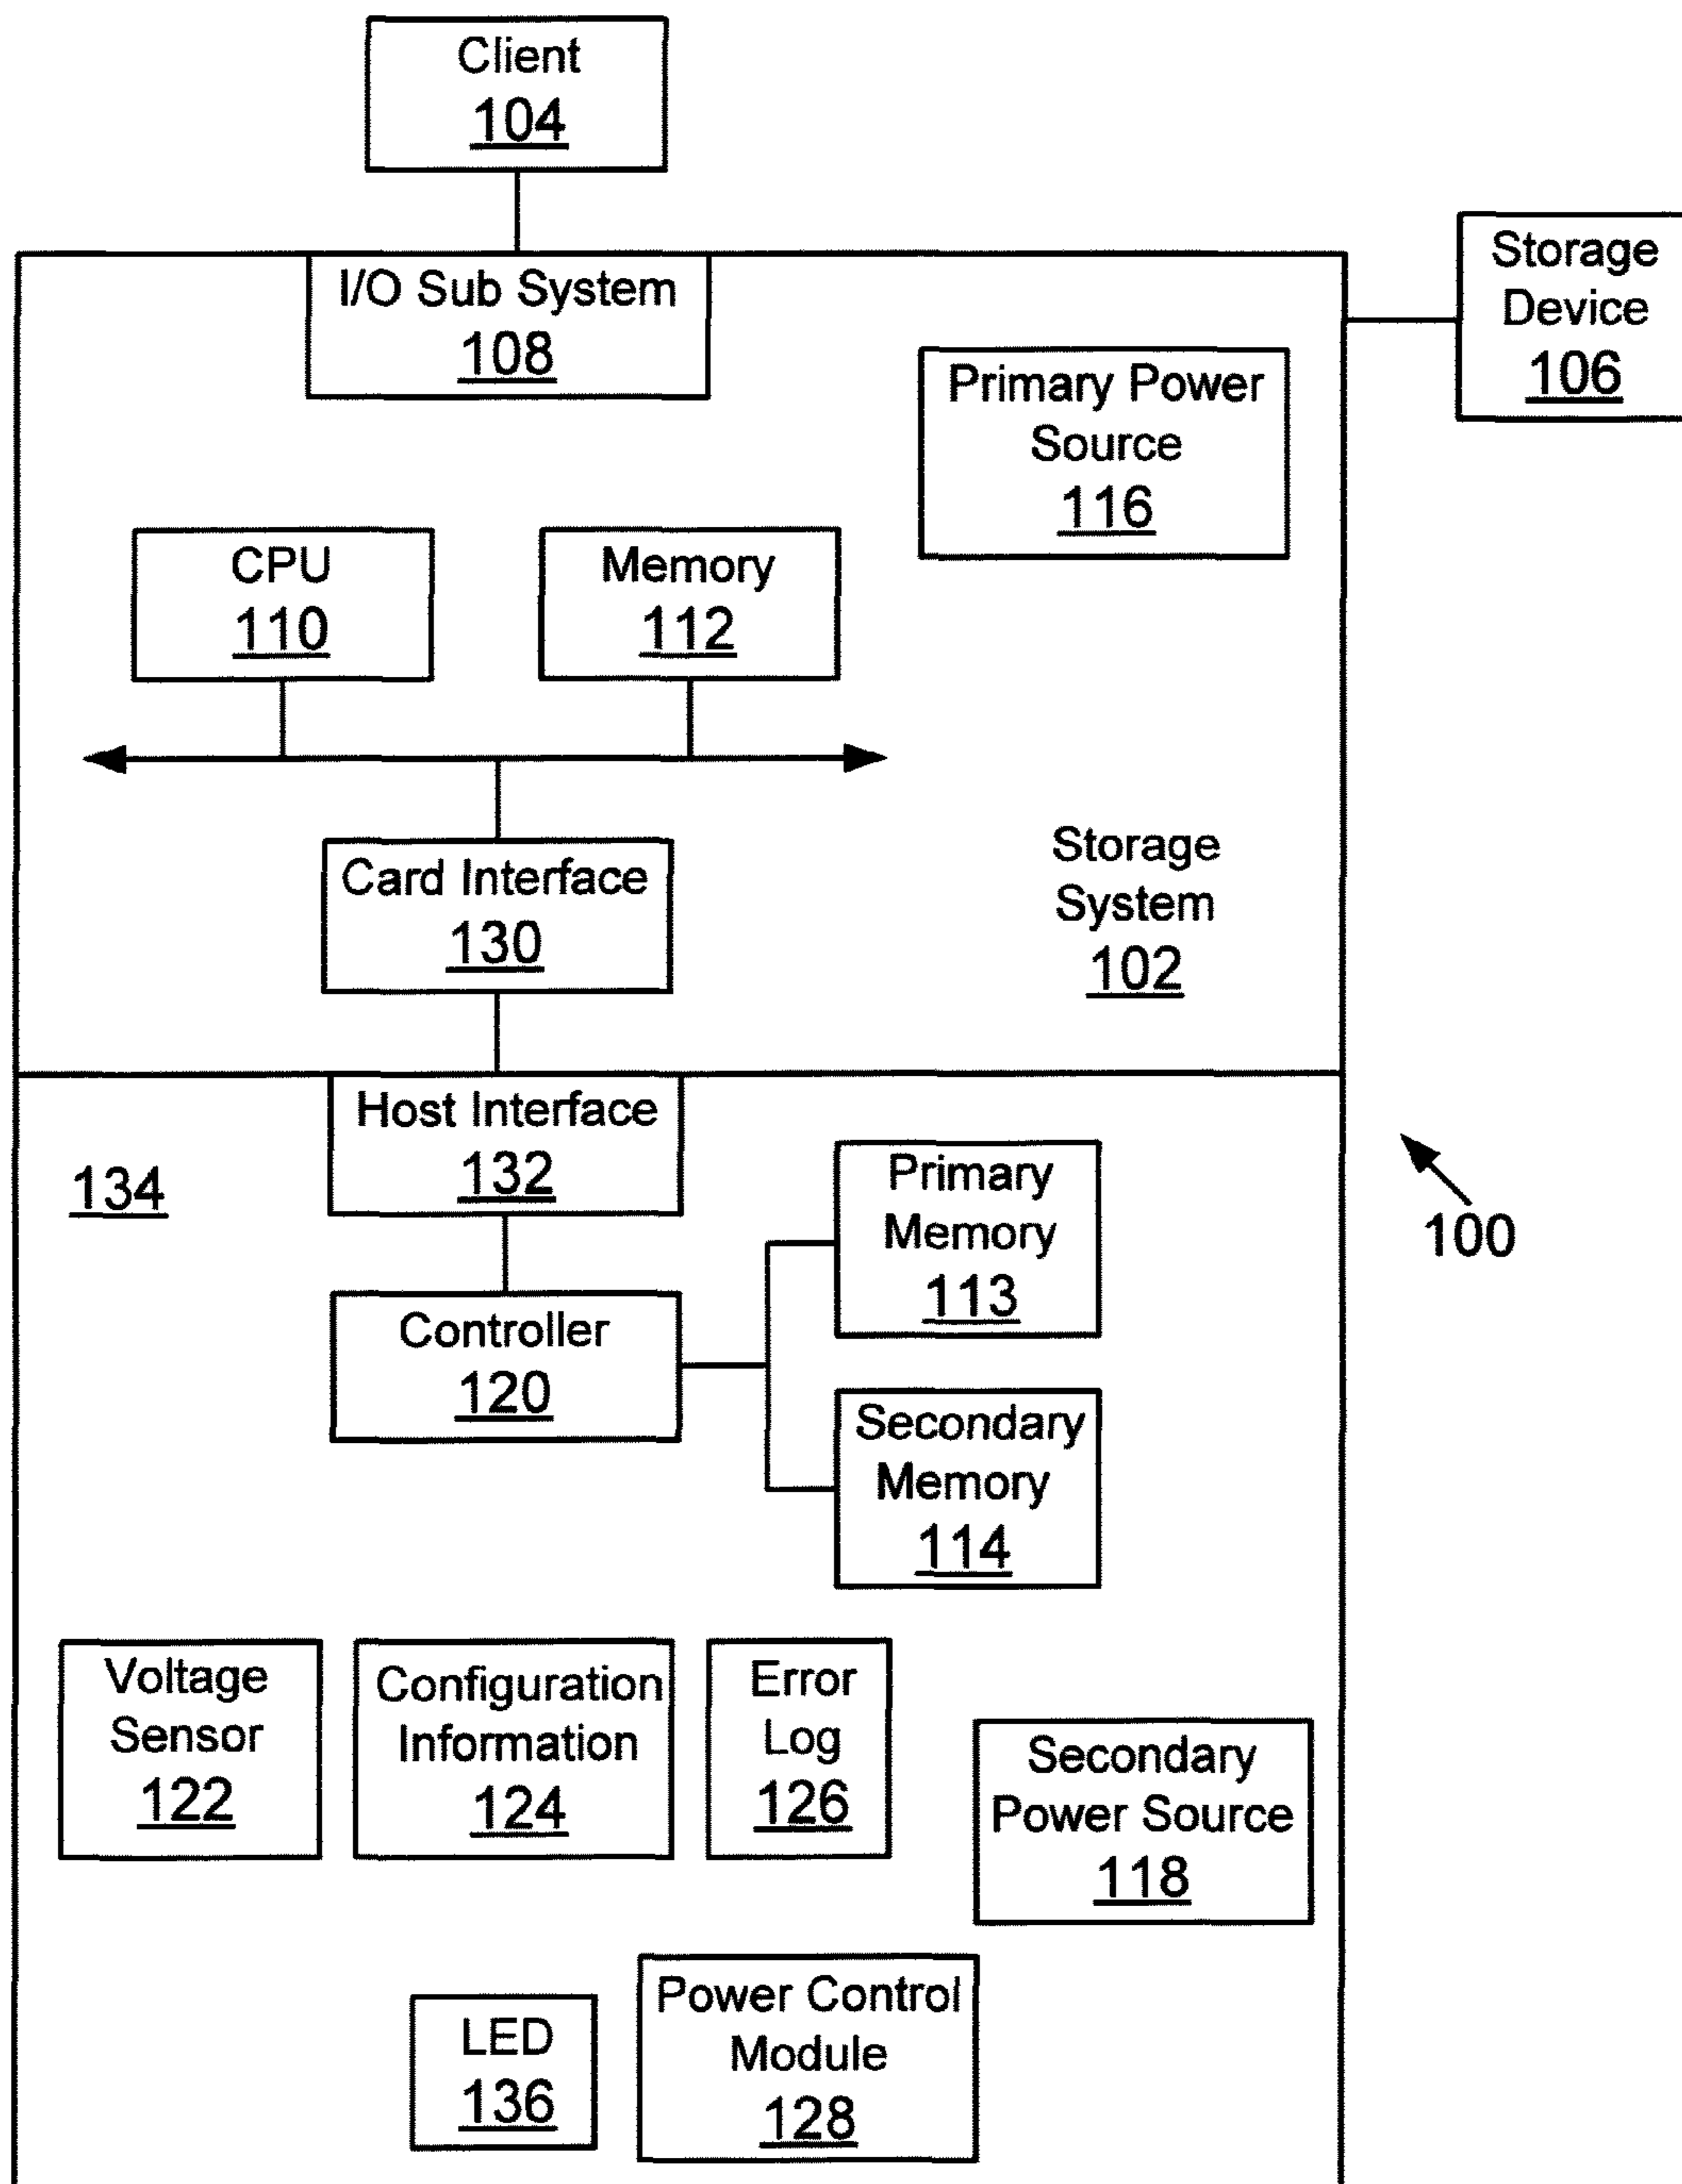 Client
104
Storage
Device
106
I/O Sub System
108
Primary Power
Source
116
CPU
110
Memory
112
Card Interface
130
Storage
System
102
Host Interface
132
134
Primary
Memory
113
100
Controller
120
Secondary
Memory
114
Voltage
Sensor
122
Configuration
Information
124
Error
Log
126
Secondary
Power Source
118
LED
136
Power Control
Module
128